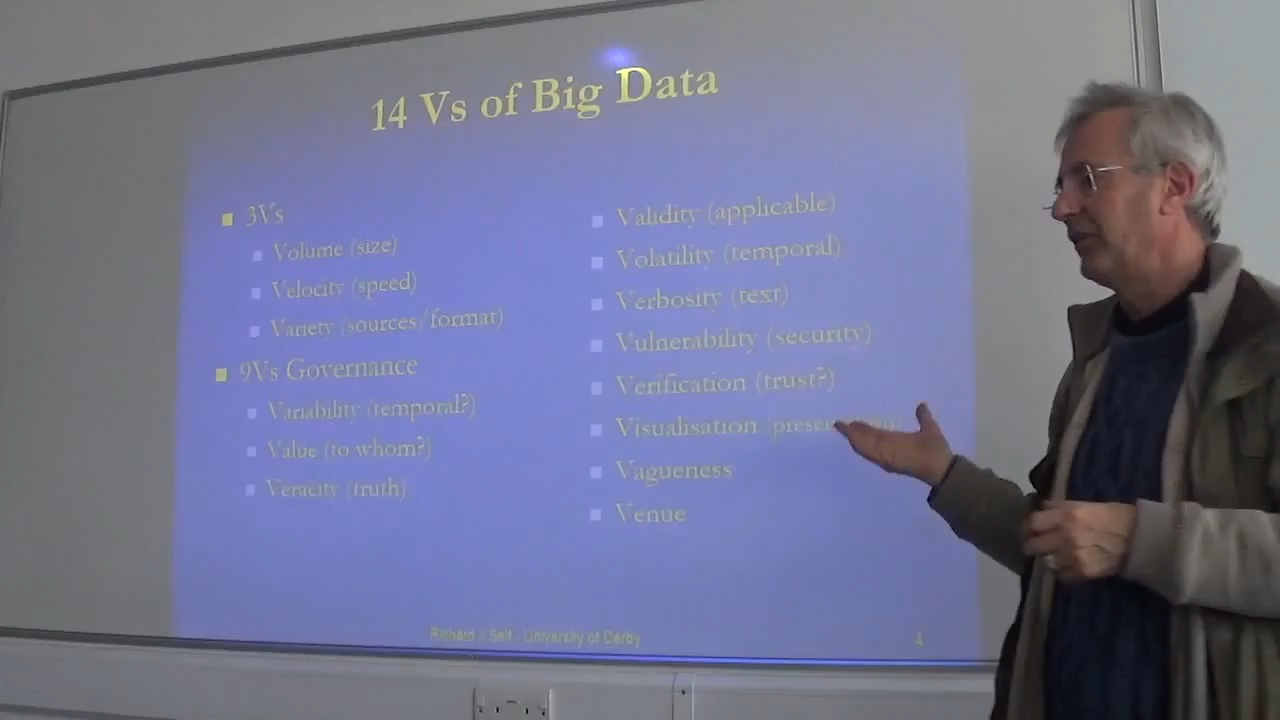 14 Vs of Big Data
3Vs
Volume (size)
Velocity (speed)
Variety (sources/format)
9Vs Governance
Variability (temporal?)
Value (to whom?)
Veracity (truth)
Validity (applicable)
Volatility (temporal)
Verbosity (text)
Vulnerability (security)
Verification (trust?)
Visualisation
Vagueness
Venue
Richard J Self - University of Derby
4